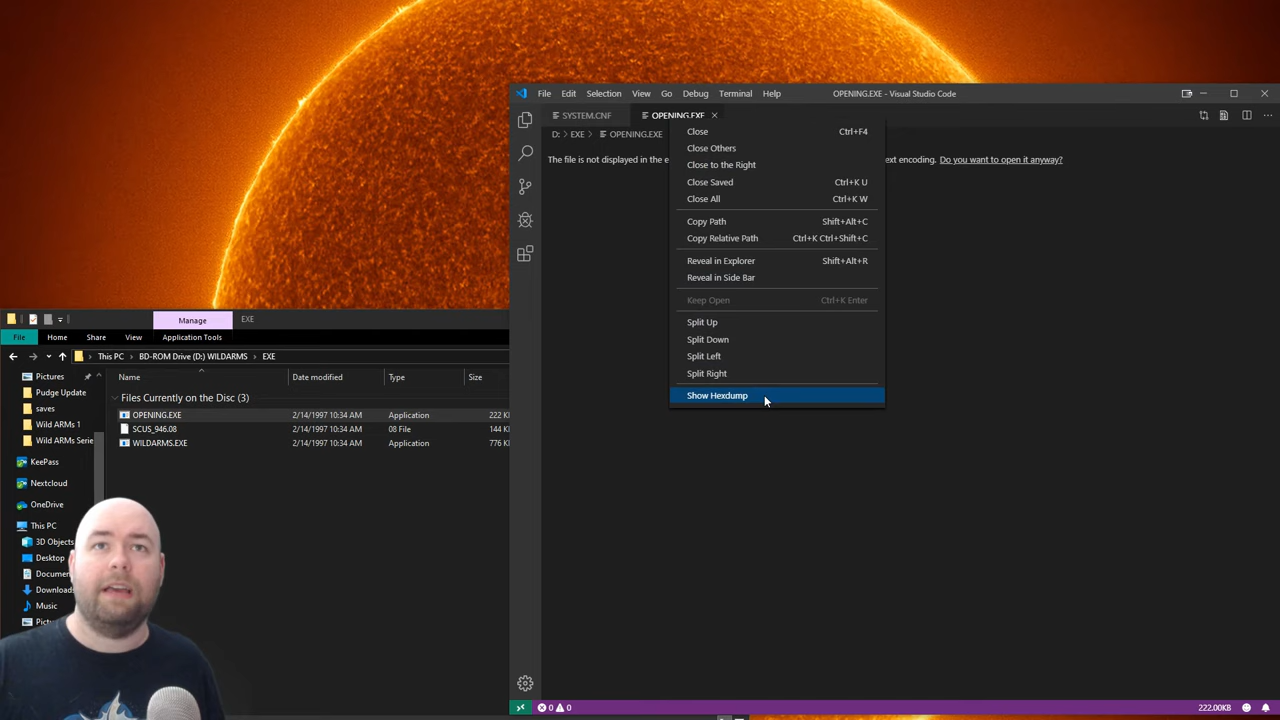 File Edit Selection View Go Debug Terminal Help OPENING.EXE - Visual Studio Code
SYSTEM.CNF OPENING.EXE
D: > EXE > OPENING.EXE
The file is not displayed in the e ext encoding. Do you want to open it anyway?
Close Ctrl+F4
Close Others
Close to the Right
Close Saved Ctrl+K U
Close All Ctrl+K W
Copy Path Shift+Alt+C
Copy Relative Path Ctrl+K Ctrl+Shift+C
Reveal in Explorer Shift+Alt+R
Reveal in Side Bar
Keep Open Ctrl+K Enter
Split Up
Split Down
Split Left
Split Right
Show Hexdump
Manage EXE
File Home Share View Application Tools
This PC > BD-ROM Drive (D:) WILDARMS > EXE
Name Date modified Type Size
Files Currently on the Disc (3)
OPENING.EXE 2/14/1997 10:34 AM Application 222 K
SCUS_946.08 2/14/1997 10:34 AM 08 File 144 K
WILDARMS.EXE 2/14/1997 10:34 AM Application 776 K
Pictures
Pudge Update
saves
Wild ARMs 1
Wild ARMs Serie
KeePass
Nextcloud
OneDrive
This PC
3D Objects
Desktop
Documen
Downloads
Music
Pictu
0 0 222.00KB